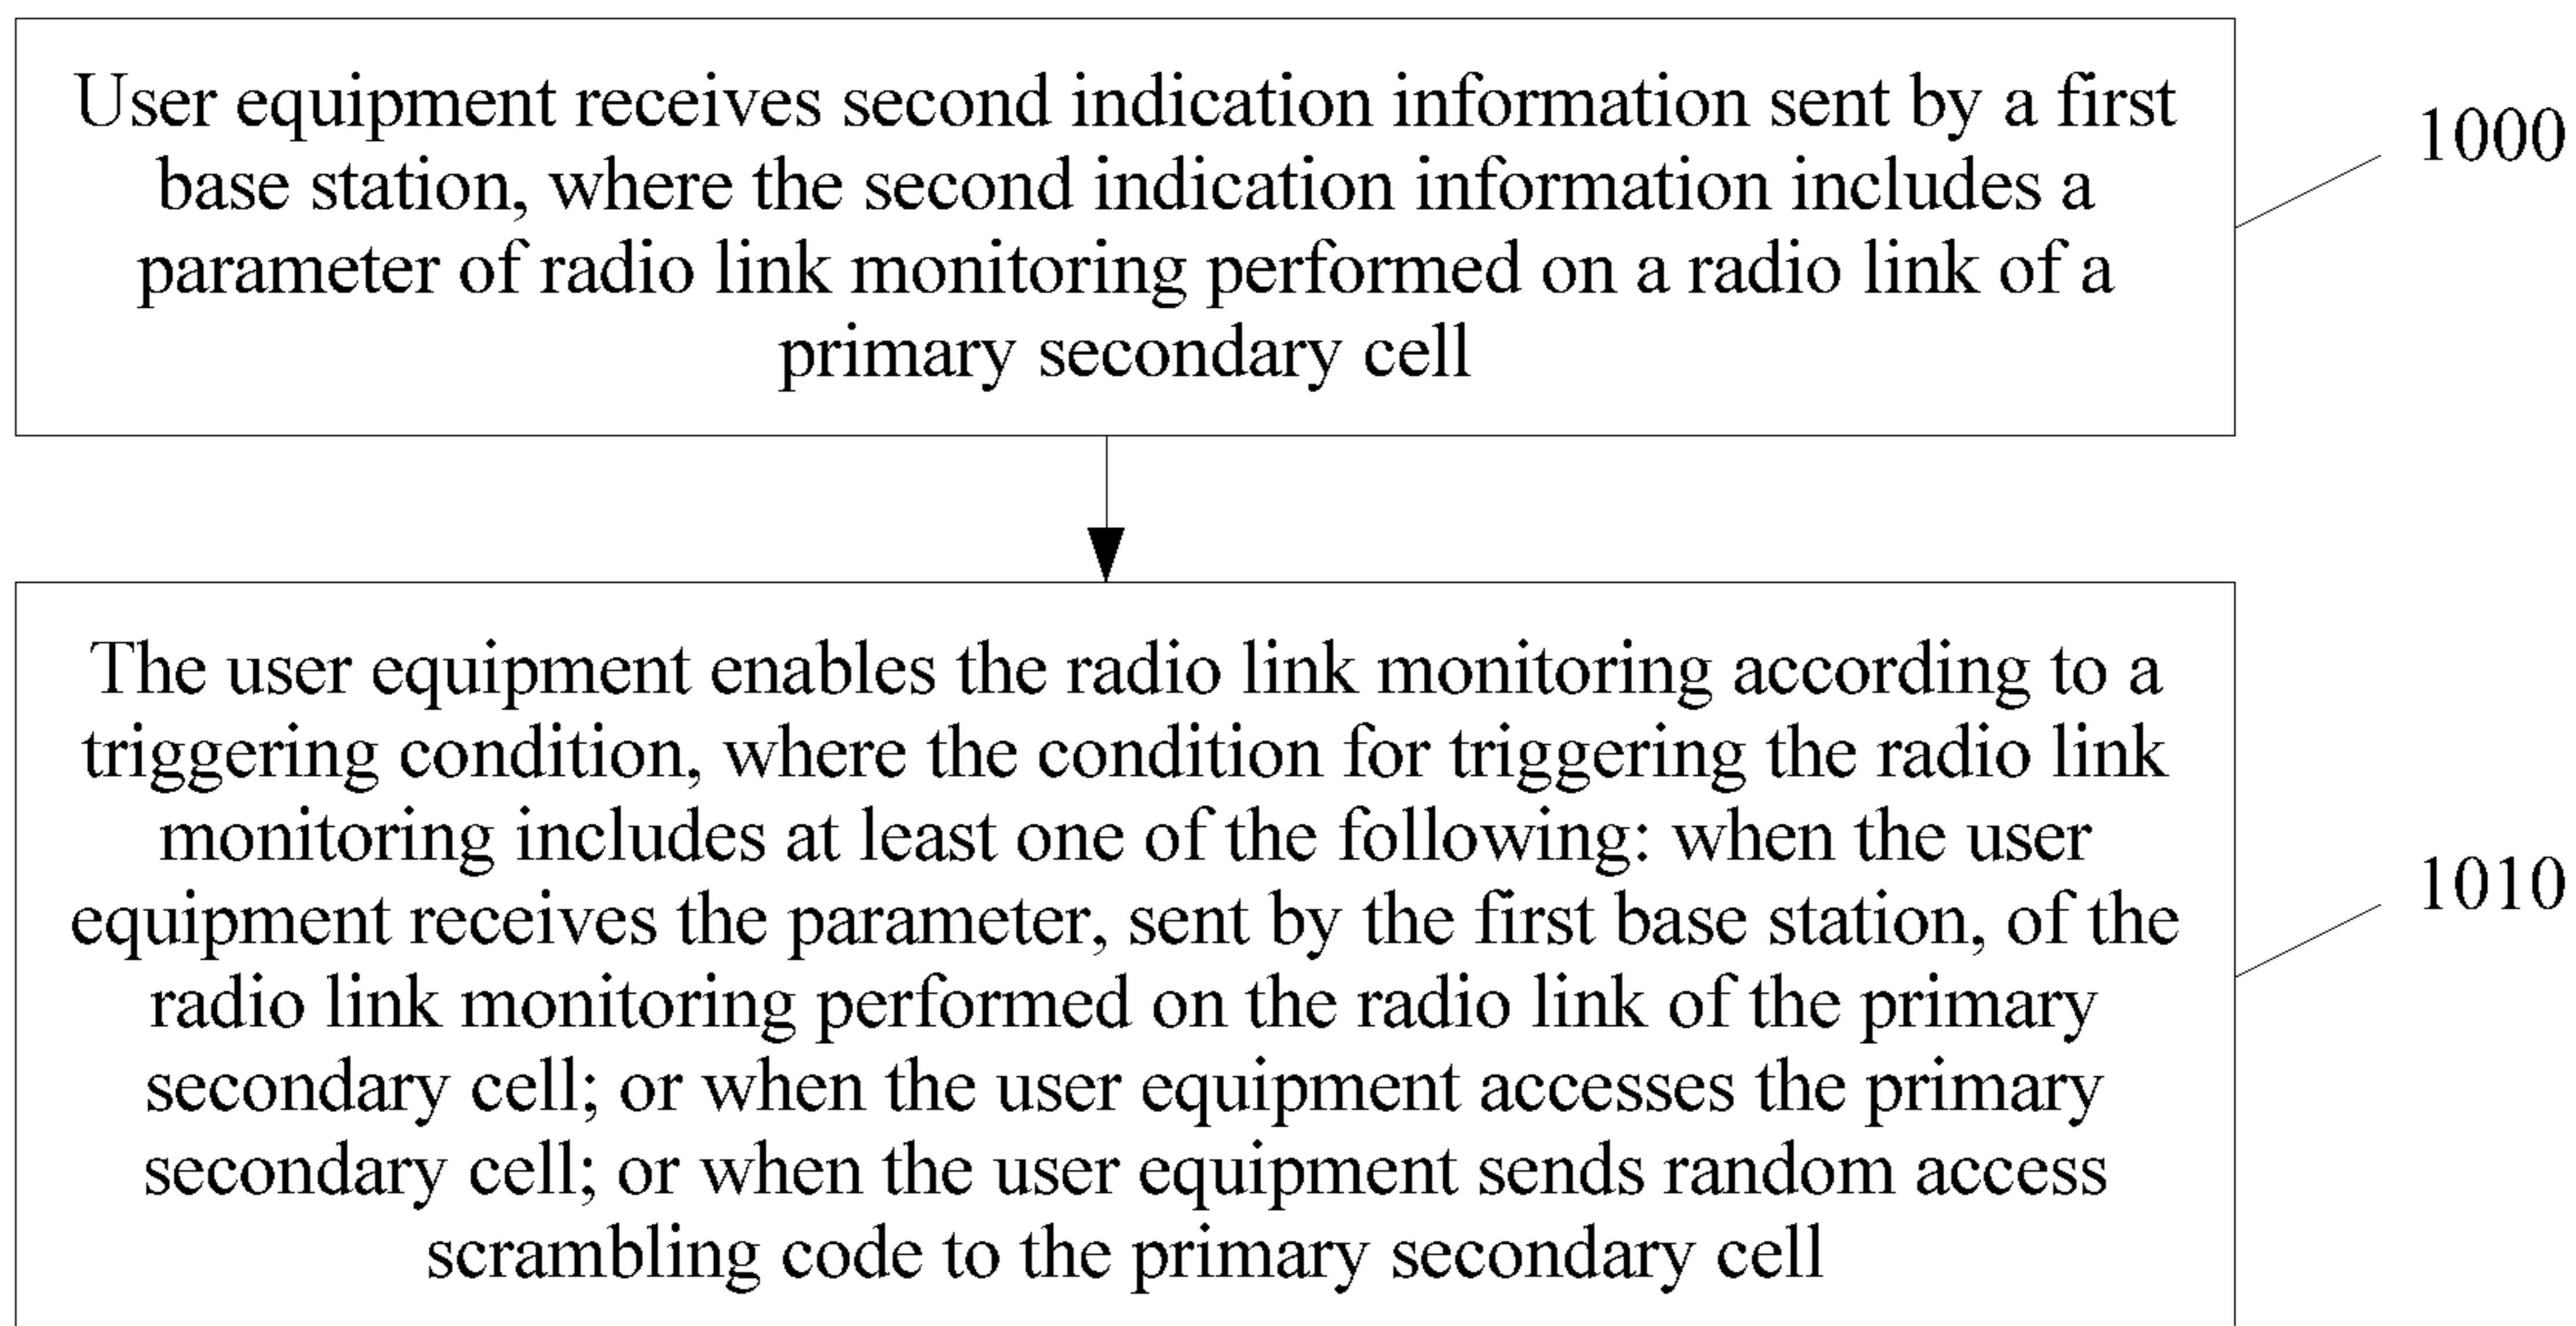 User equipment receives second indication information sent by a first
base station, where the second indication information includes a
parameter of radio link monitoring performed on a radio link of a
primary secondary cell
1000
The user equipment enables the radio link monitoring according to a
triggering condition, where the condition for triggering the radio link
monitoring includes at least one of the following: when the user
equipment receives the parameter, sent by the first base station, of the
radio link monitoring performed on the radio link of the primary
secondary cell; or when the user equipment accesses the primary
secondary cell; or when the user equipment sends random access
scrambling code to the primary secondary cell
1010